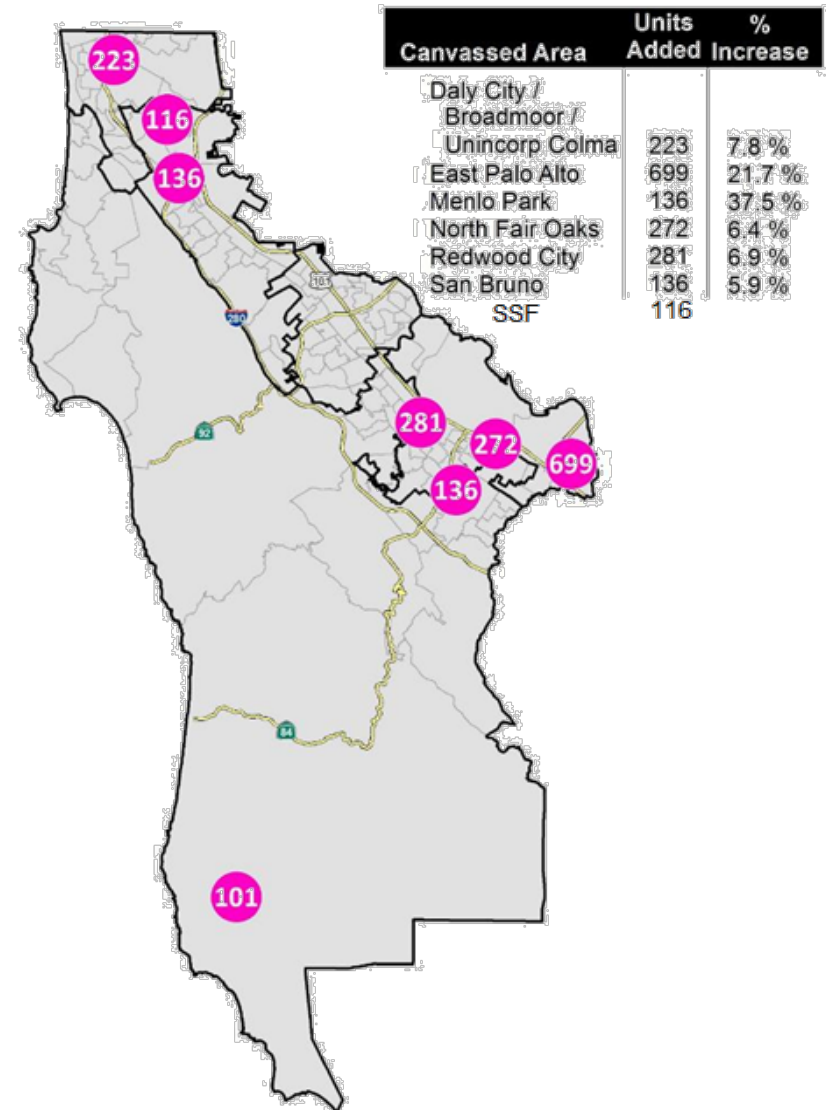 Units %
Canvassed Area Added Increase
Daly City /
Broadmoor /
Unincorp Colma 223 7.8 %
East Palo Alto 699 21.7 %
Menlo Park 136 37.5 %
North Fair Oaks 272 6.4 %
Redwood City 281 6.9 %
San Bruno 136 5.9 %
SSF 116
223
116
136
101
280
92
281
272
699
136
84
101